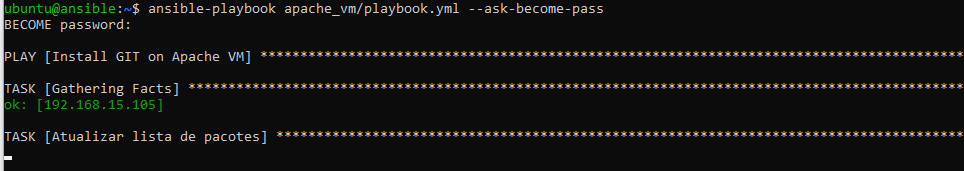 ubuntu@ansible:~$ ansible-playbook apache_vm/playbook.yml --ask-become-pass
BECOME password:
PLAY [Install GIT on Apache VM] *****************************************************************************************
TASK [Gathering Facts] **************************************************************************************************
ok: [192.168.15.105]
TASK [Atualizar lista de pacotes] ***************************************************************************************